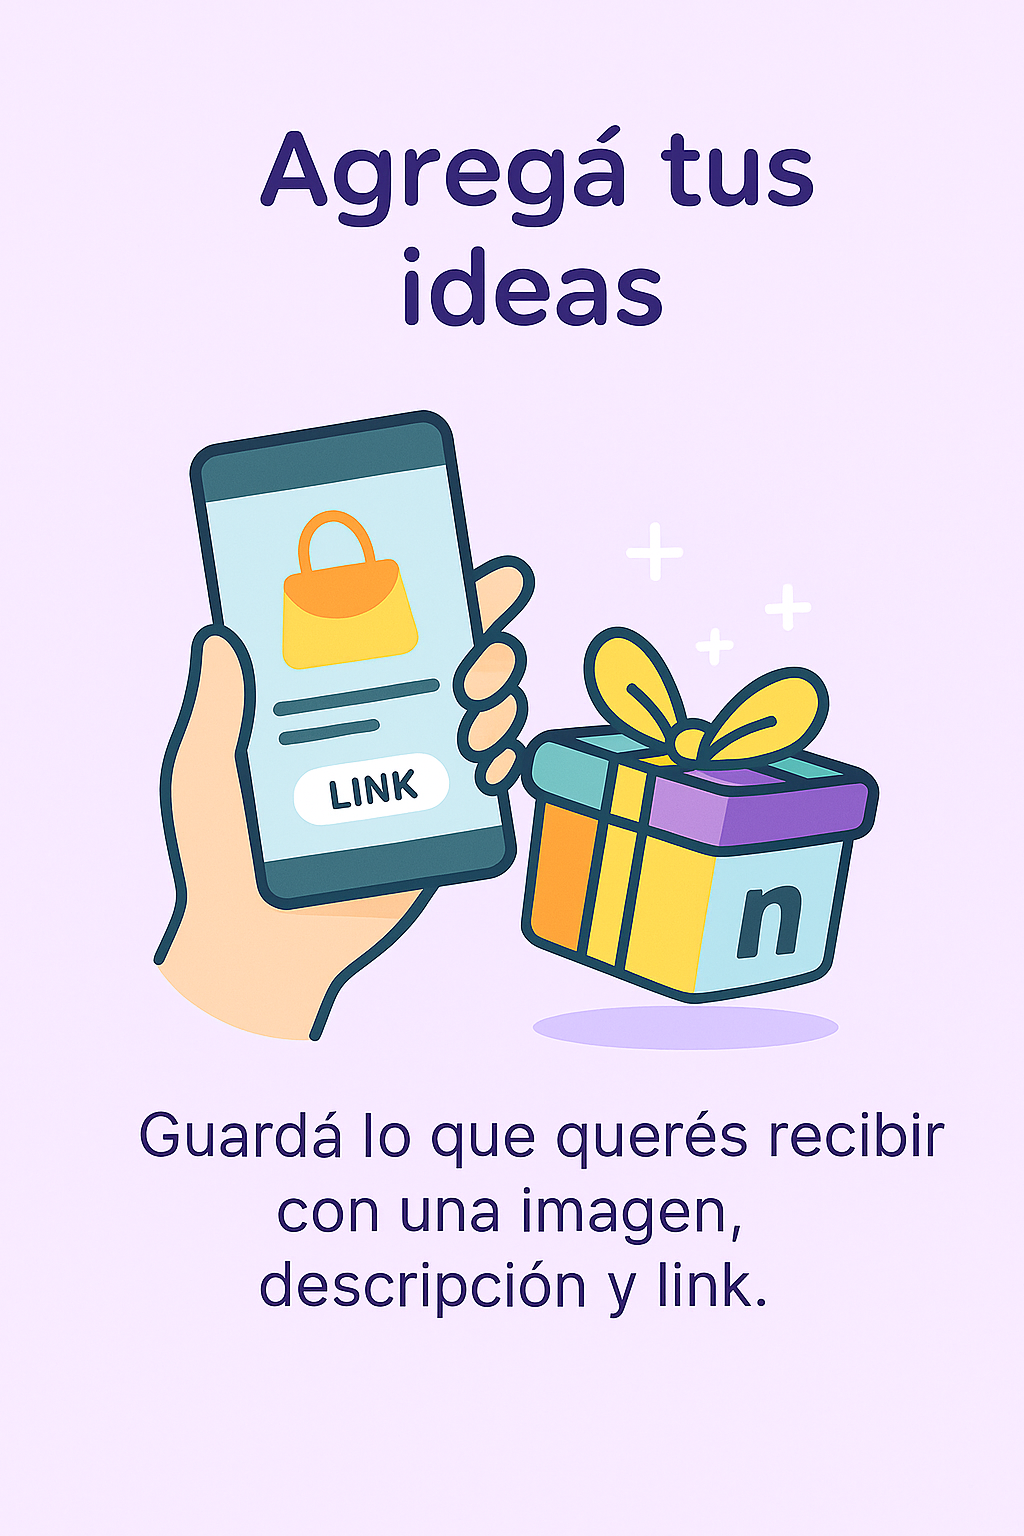 Agregá tus
ideas
LINK
n
Guardá lo que querés recibir
con una imagen,
descripción y link.